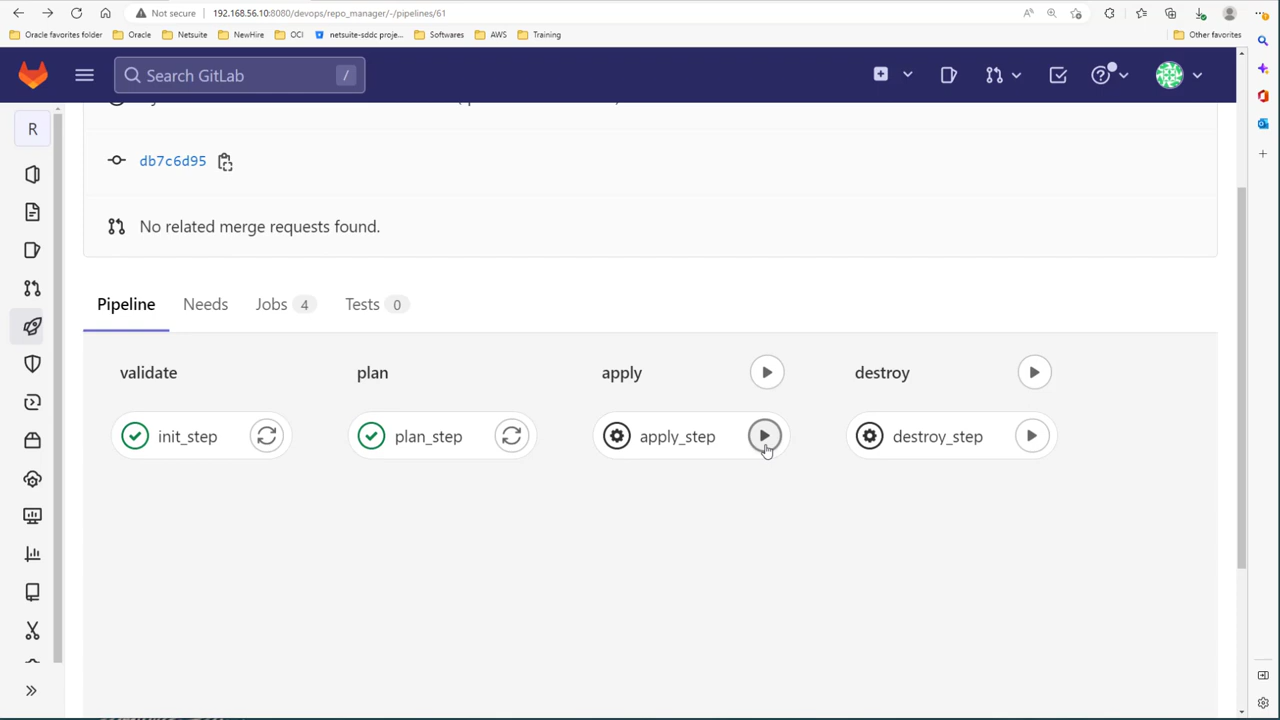 Not secure
192.168.56.10:8080/devops/repo_manager/-/pipelines/61
Oracle favorites folder
Oracle
Netsuite
NewHire
OCI
netsuite-sddc proje...
Softwares
AWS
Training
Other favorites
Search GitLab
/
R
db7c6d95
No related merge requests found.
Pipeline
Needs
Jobs 4
Tests 0
validate
plan
apply
destroy
init_step
plan_step
apply_step
destroy_step